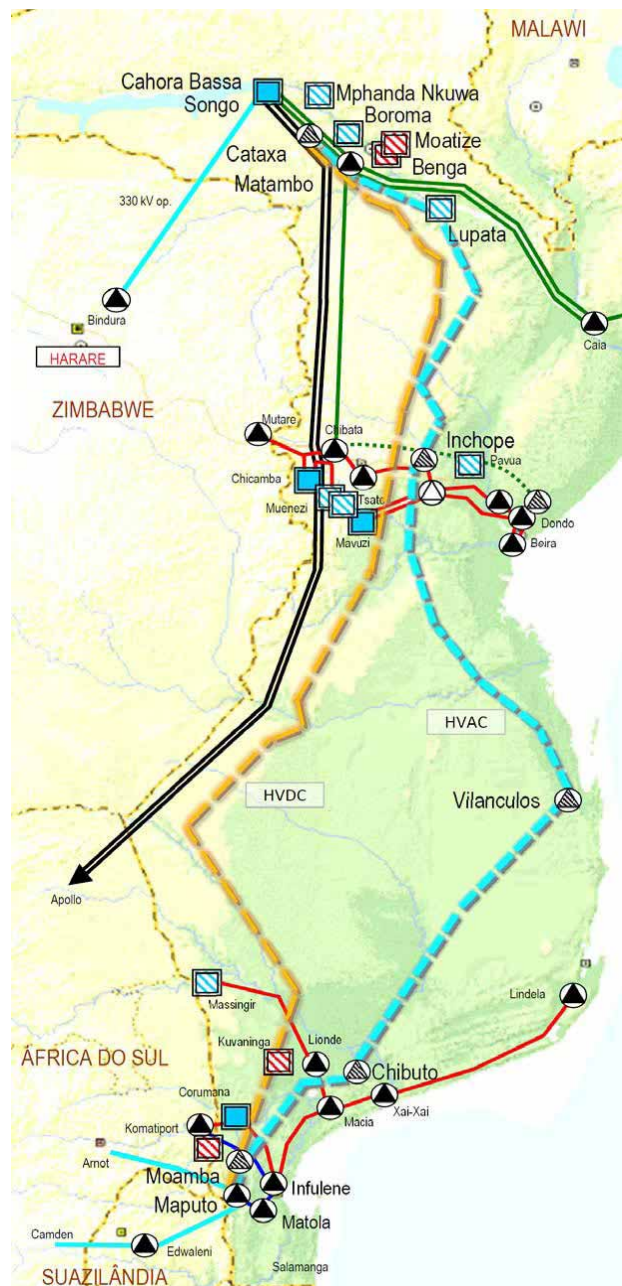 MALAWI
Cahora Bassa
Songo
Mphanda Nkuwa
Boroma
Moatize
Cataxa
Benga
Matambo
330 kV op.
Lupata
Bindura
Caia
HARARE
ZIMBABWE
Mutare
Chibata
Inchope
Pavua
Chicamba
Tsate
Muenezi
Mavuzi
Dondo
Beira
HVAC
HVDC
Vilanculos
Apollo
Massingir
Lindela
Kuvaninga
Lionde
ÁFRICA DO SUL
Chibuto
Corumana
Xai-Xai
Komatiport
Macia
Arnot
Moamba
Infulene
Maputo
Matola
Camden
Edwaleni
Salamanga
SUAZILÂNDIA